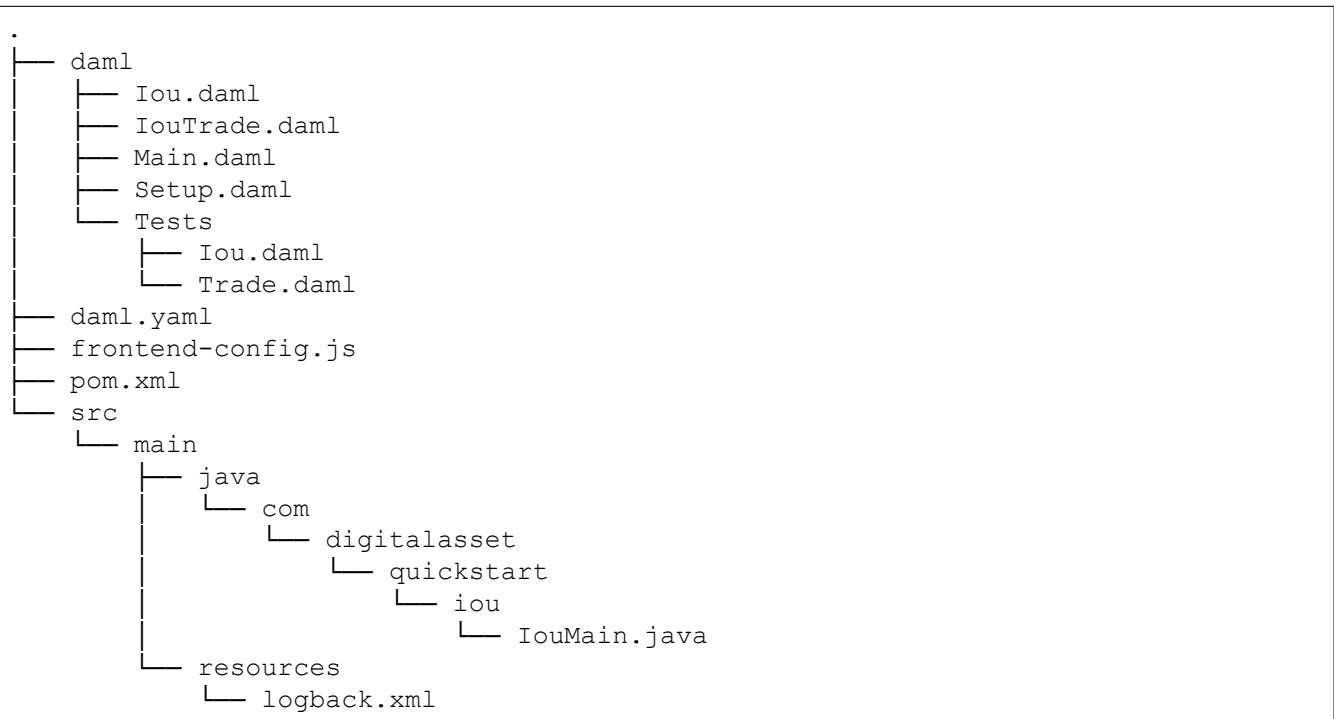 .
├── daml
│   ├── Iou.daml
│   ├── IouTrade.daml
│   ├── Main.daml
│   ├── Setup.daml
│   └── Tests
│       ├── Iou.daml
│       └── Trade.daml
├── daml.yaml
├── frontend-config.js
├── pom.xml
└── src
    └── main
        ├── java
        │   └── com
        │       └── digitalasset
        │           └── quickstart
        │               └── iou
        │                   └── IouMain.java
        └── resources
            └── logback.xml